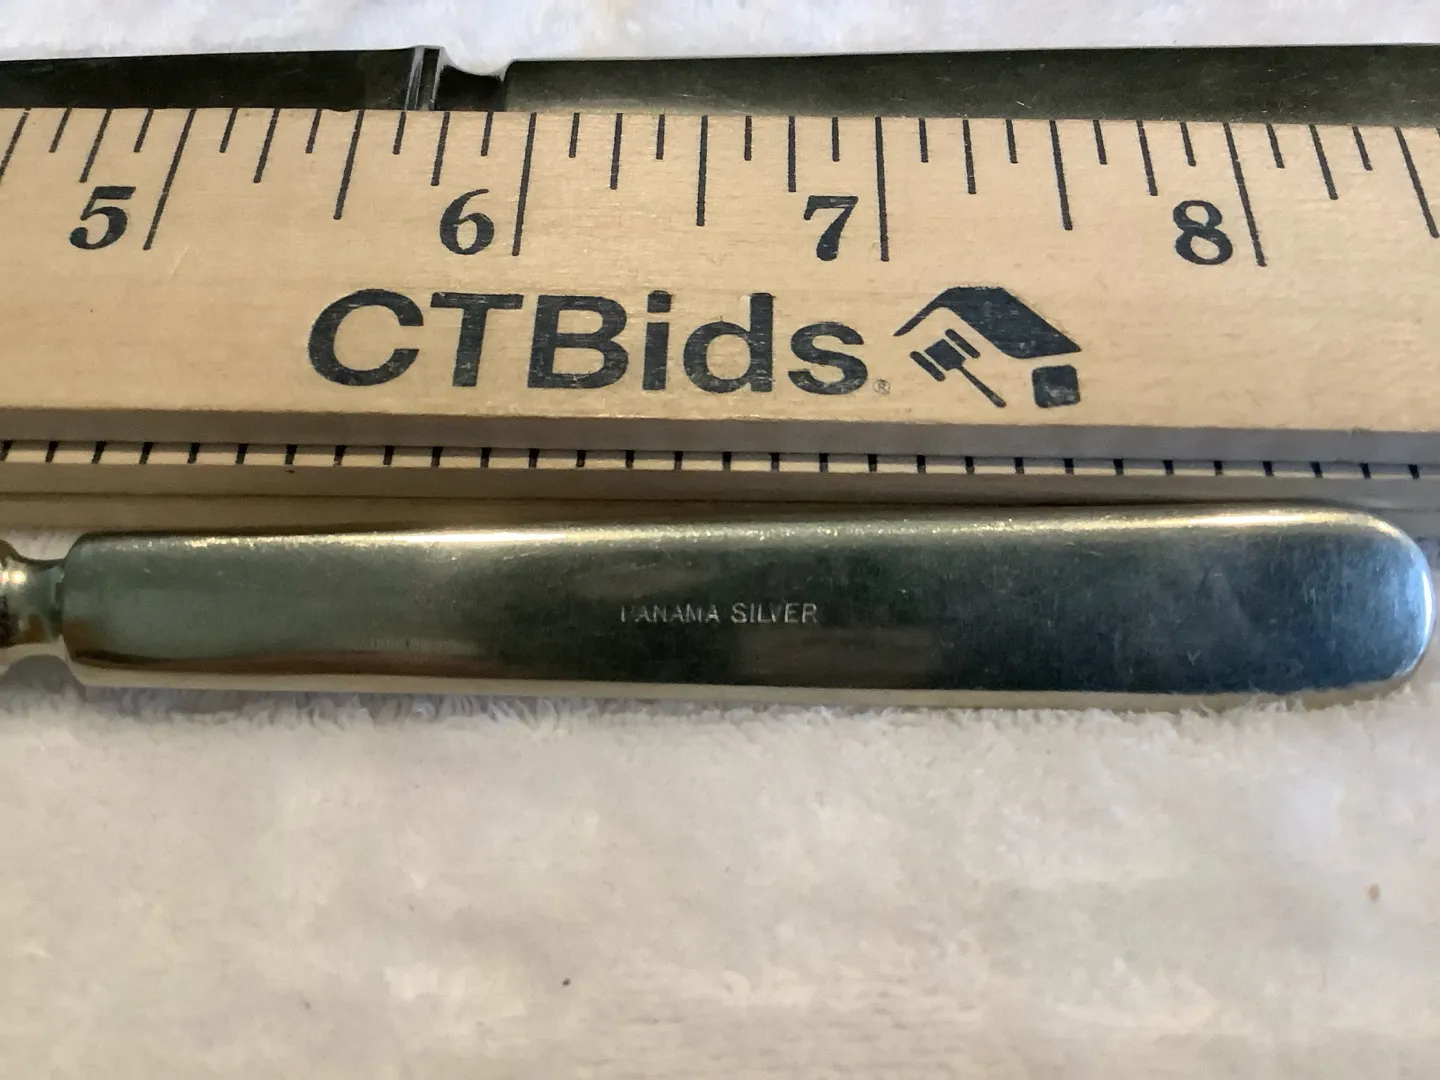 5 6 7 8
CTBids®
PANAMA SILVER